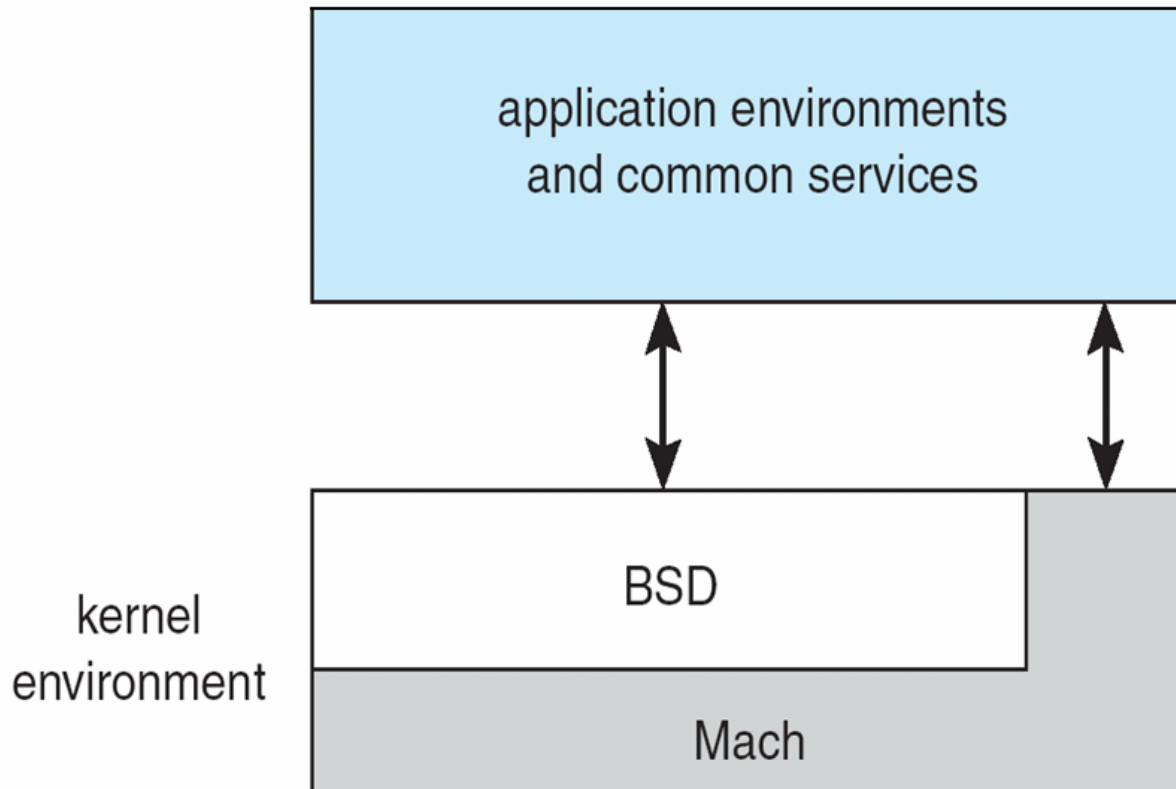 application environments
and common services
BSD
kernel
environment
Mach